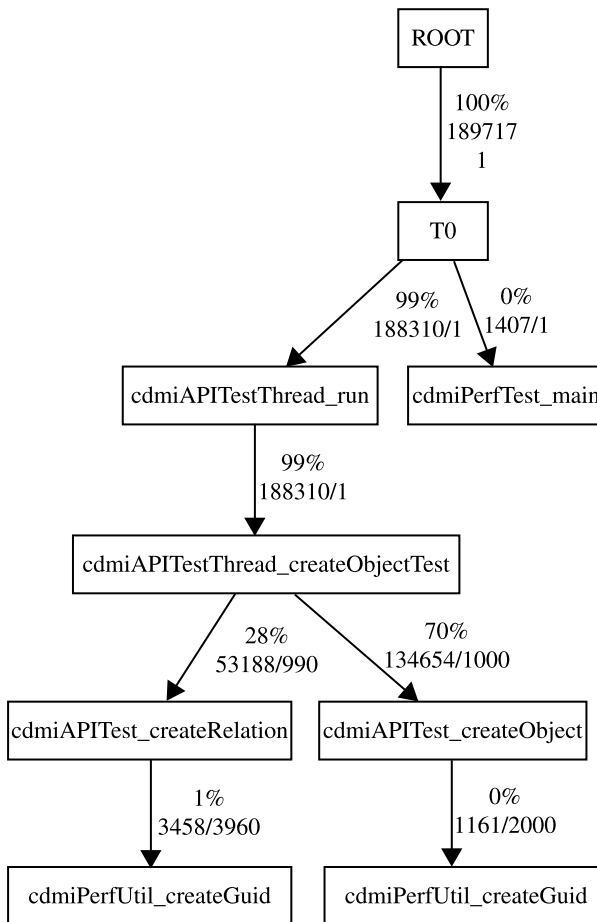 ROOT
100%
189717
1
T0
99%
188310/1
0%
1407/1
cdmiAPITestThread_run
cdmiPerfTest_main
99%
188310/1
cdmiAPITestThread_createObjectTest
28%
53188/990
70%
134654/1000
cdmiAPITest_createRelation
cdmiAPITest_createObject
1%
3458/3960
0%
1161/2000
cdmiPerfUtil_createGuid
cdmiPerfUtil_createGuid